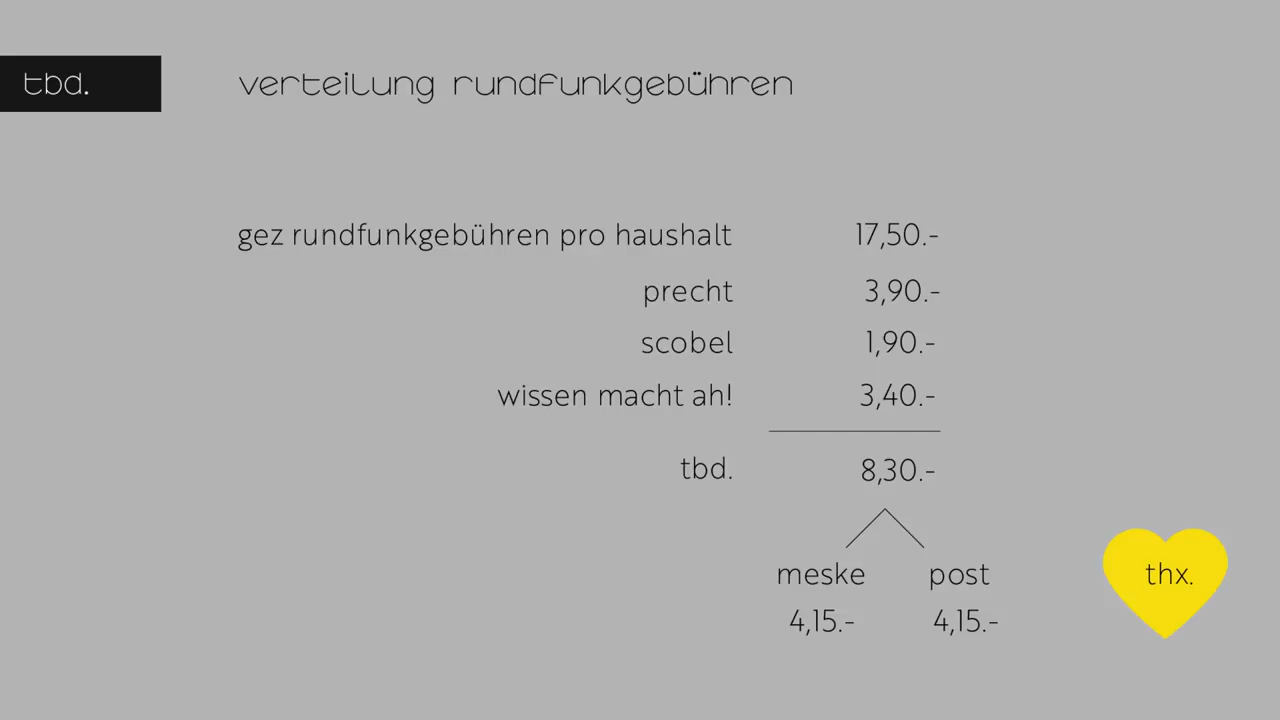 tbd.
verteilung rundfunkgebühren
gez rundfunkgebühren pro haushalt 17,50.-
precht 3,90.-
scobel 1,90.-
wissen macht ah! 3,40.-
tbd. 8,30.-
meske post
4,15.- 4,15.-
thx.